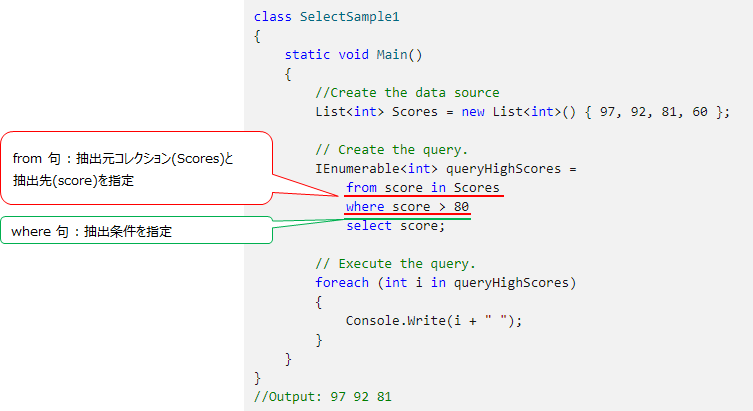 class SelectSample1
{
    static void Main()
    {
        //Create the data source
        List<int> Scores = new List<int>() { 97, 92, 81, 60 };

        // Create the query.
        IEnumerable<int> queryHighScores =
            from score in Scores
            where score > 80
            select score;

        // Execute the query.
        foreach (int i in queryHighScores)
        {
            Console.Write(i + " ");
        }
    }
}
//Output: 97 92 81
from 句 : 抽出元コレクション(Scores)と
抽出先(score)を指定
where 句 : 抽出条件を指定